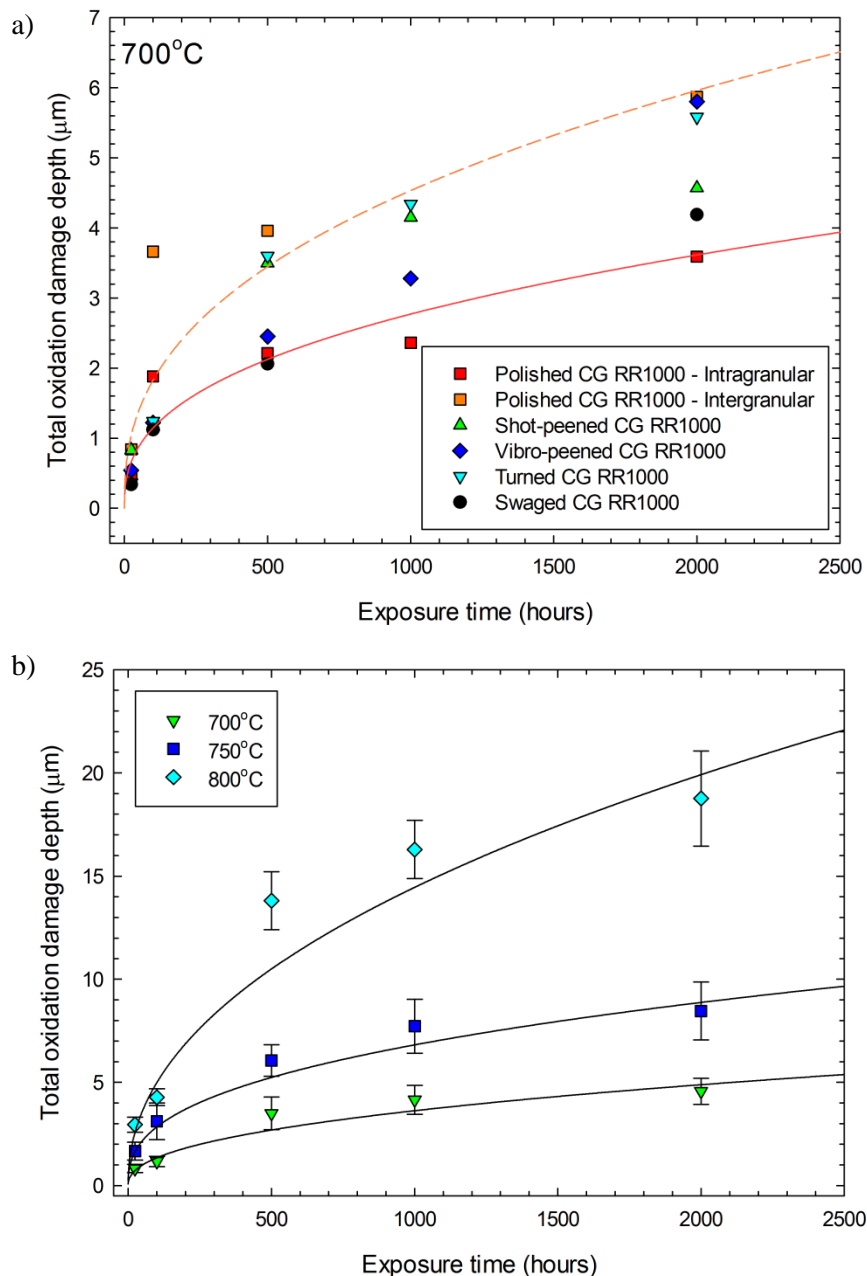 a)
700°C
Total oxidation damage depth (μm)
7
6
5
4
3
2
1
0
Polished CG RR1000 - Intragranular
Polished CG RR1000 - Intergranular
Shot-peened CG RR1000
Vibro-peened CG RR1000
Turned CG RR1000
Swaged CG RR1000
0 500 1000 1500 2000 2500
Exposure time (hours)
b)
Total oxidation damage depth (μm)
25
20
15
10
5
0
700°C
750°C
800°C
0 500 1000 1500 2000 2500
Exposure time (hours)